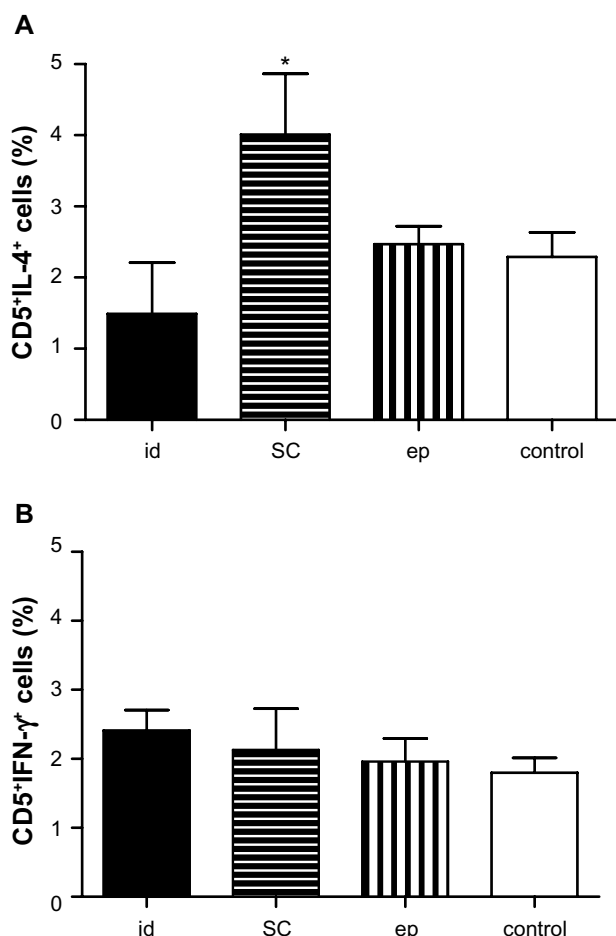 A
CD5⁺IL-4⁺ cells (%)
5
*
4
3
2
1
0
id SC ep control
B
CD5⁺IFN-γ⁺ cells (%)
5
4
3
2
1
0
id SC ep control